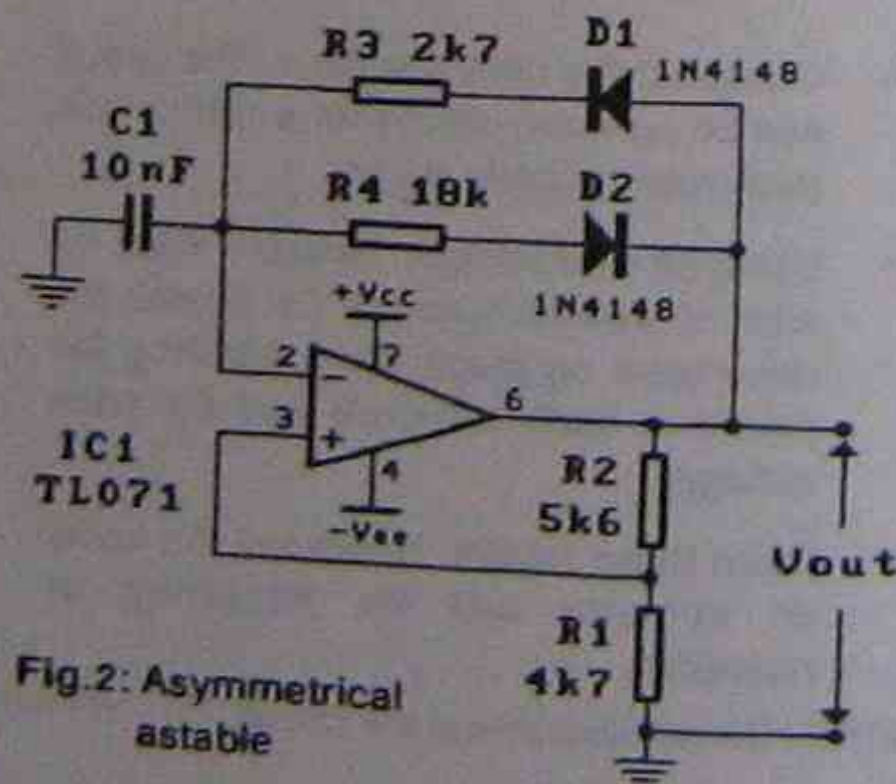 R3 2k7
D1
1N4148
C1
10nF
R4 18k
D2
1N4148
+Vcc
2
7
-
3
+
6
4
-Vee
IC1
TL071
R2
5k6
Vout
R1
4k7
Fig.2: Asymmetrical
astable